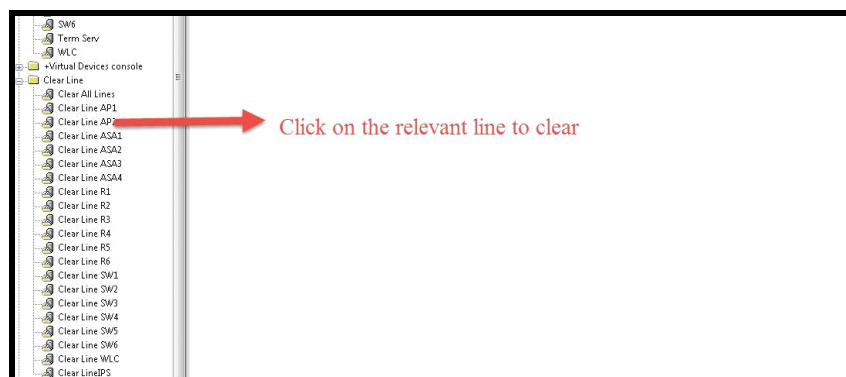 SW6
Term Serv
WLC
+Virtual Devices console
Clear Line
Clear All Lines
Clear Line AP1
Clear Line
Clear Line ASA1
Clear Line ASA2
Clear Line ASA3
Clear Line ASA4
Clear Line R1
Clear Line R2
Clear Line R3
Clear Line R4
Clear Line R5
Clear Line R6
Clear Line SW1
Clear Line SW2
Clear Line SW3
Clear Line SW4
Clear Line SW5
Clear Line SW6
Clear Line WLC
Clear LineIPS
Click on the relevant line to clear